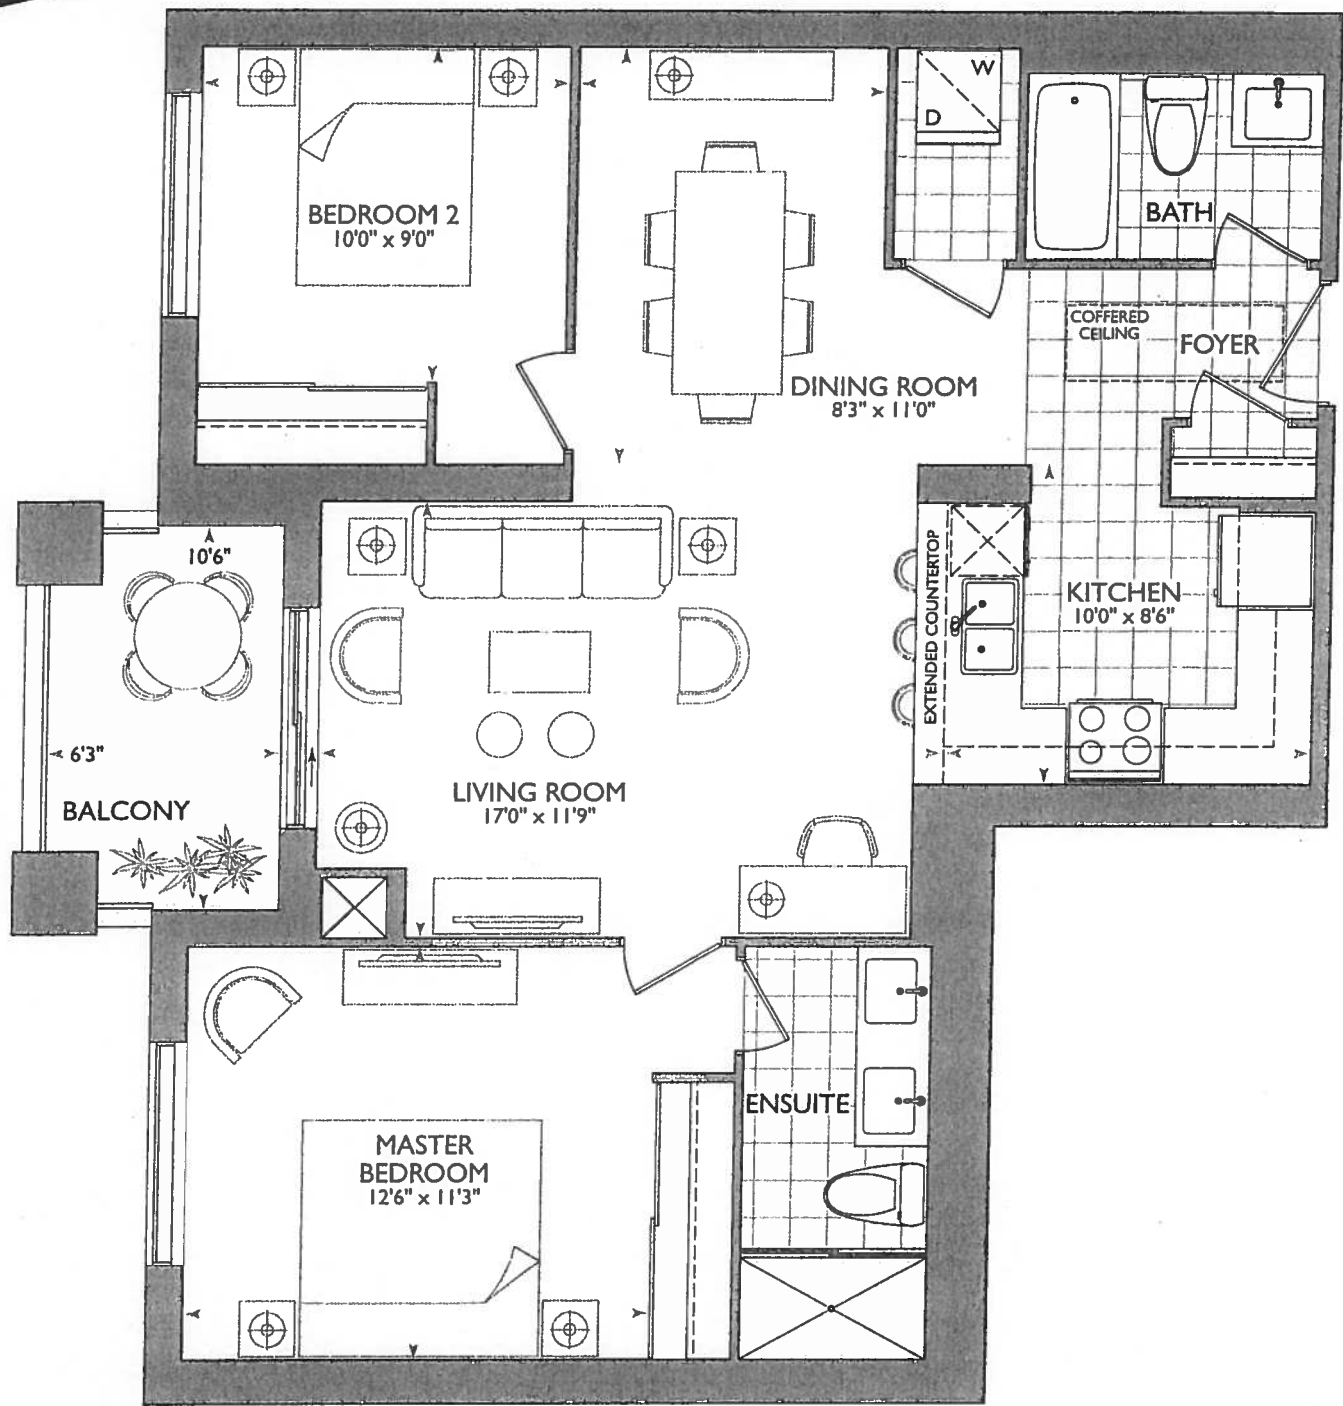 W
D
BEDROOM 2
10'0" x 9'0"
BATH
COFFERED
CEILING
FOYER
DINING ROOM
8'3" x 11'0"
10'6"
EXTENDED COUNTERTOP
KITCHEN
10'0" x 8'6"
6'3"
BALCONY
LIVING ROOM
17'0" x 11'9"
ENSUITE
MASTER
BEDROOM
12'6" x 11'3"